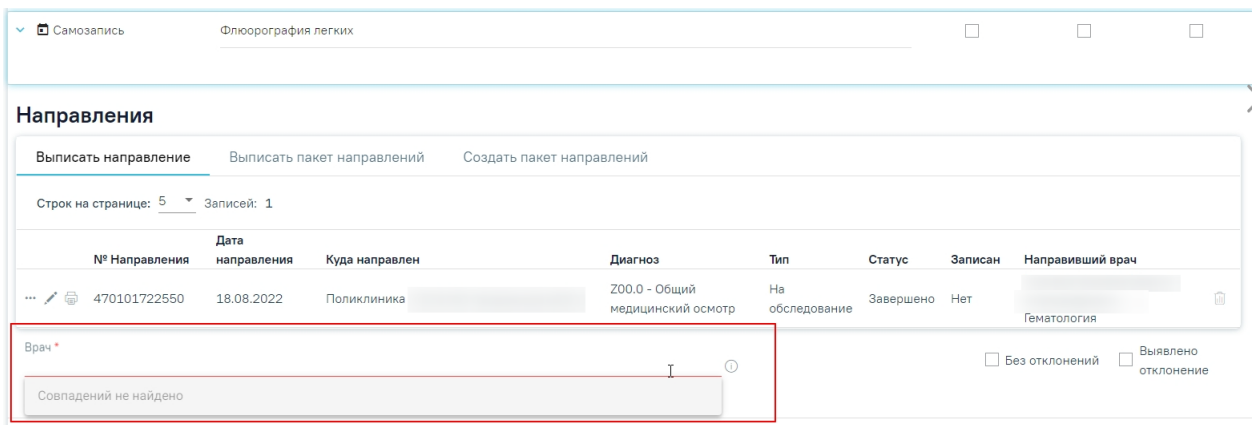 Самозапись Флюорография легких
Направления
Выписать направление Выписать пакет направлений Создать пакет направлений
Строк на странице: 5 Записей: 1
№ Направления Дата направления Куда направлен Диагноз Тип Статус Записан Направивший врач
470101722550 18.08.2022 Поликлиника Z00.0 - Общий медицинский осмотр На обследование Завершено Нет Гематология
Врач *
Без отклонений Выявлено отклонение
Совпадений не найдено